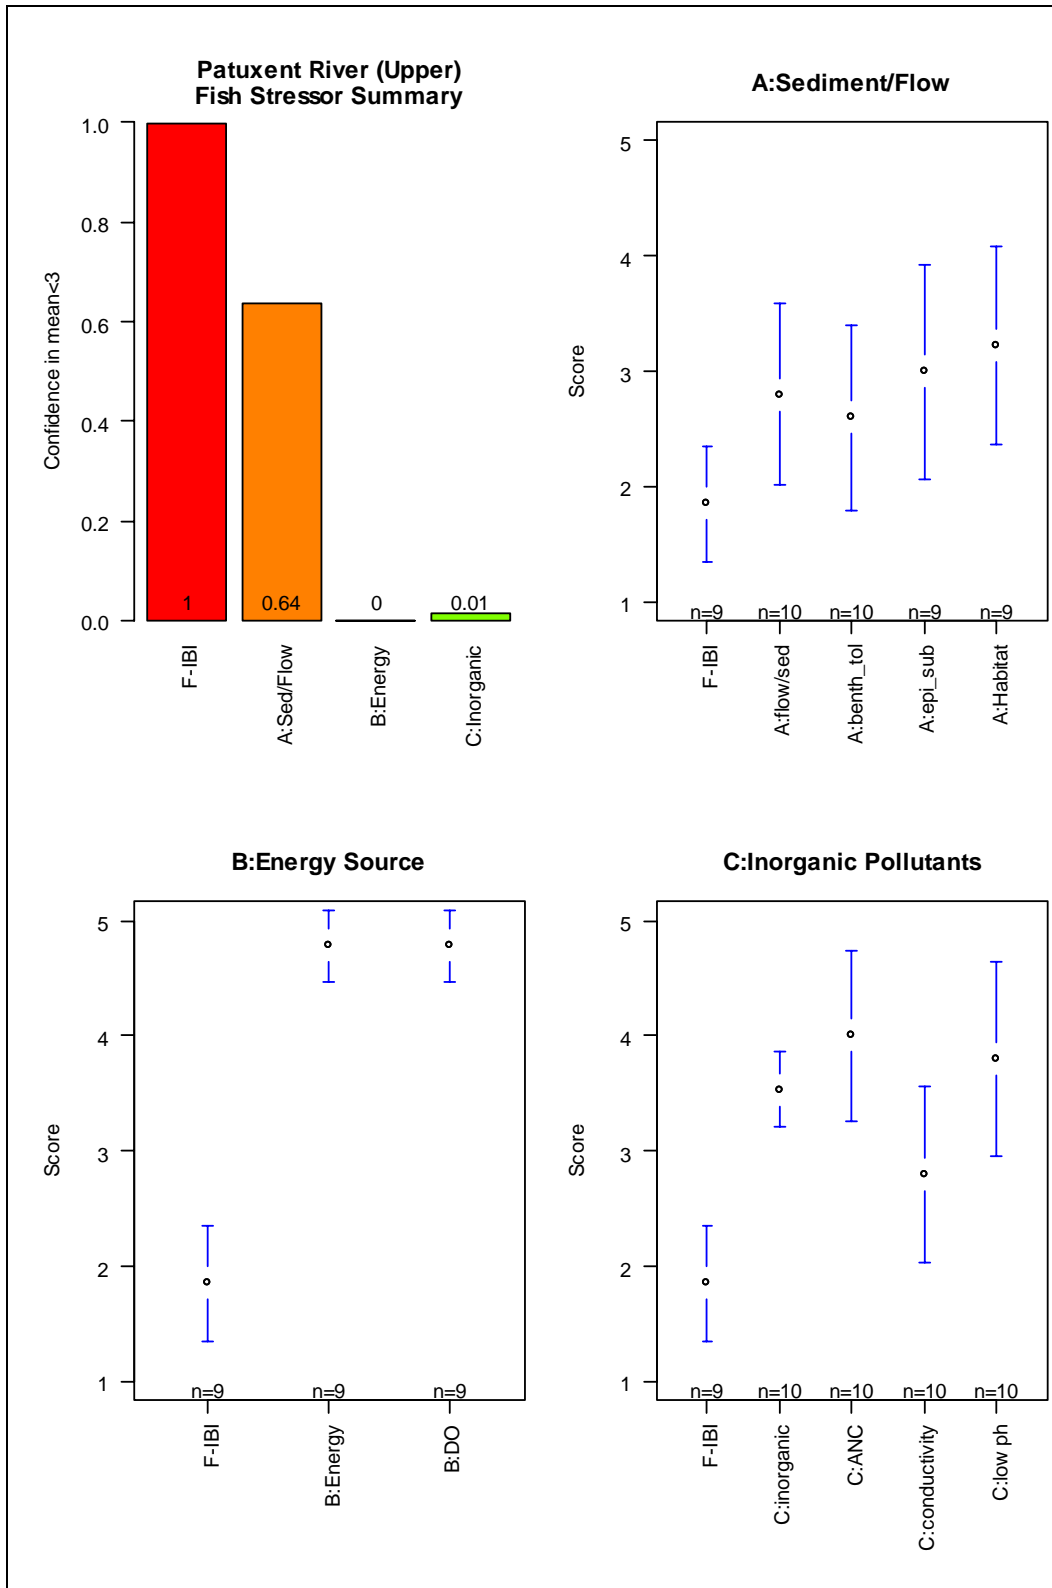 Patuxent River (Upper)
Fish Stressor Summary
Confidence in mean<3
1.0
0.8
0.6
0.4
0.2
0.0
1
0.64
0
0.01
F-IBI
A:Sed/Flow
B:Energy
C:Inorganic
A:Sediment/Flow
Score
5
4
3
2
1
n=9
n=10
n=10
n=9
n=9
F-IBI
A:flow/sed
A:benth_tol
A:epi_sub
A:Habitat
B:Energy Source
Score
5
4
3
2
1
n=9
n=9
n=9
F-IBI
B:Energy
B:DO
C:Inorganic Pollutants
Score
5
4
3
2
1
n=9
n=10
n=10
n=10
n=10
F-IBI
C:inorganic
C:ANC
C:conductivity
C:low ph